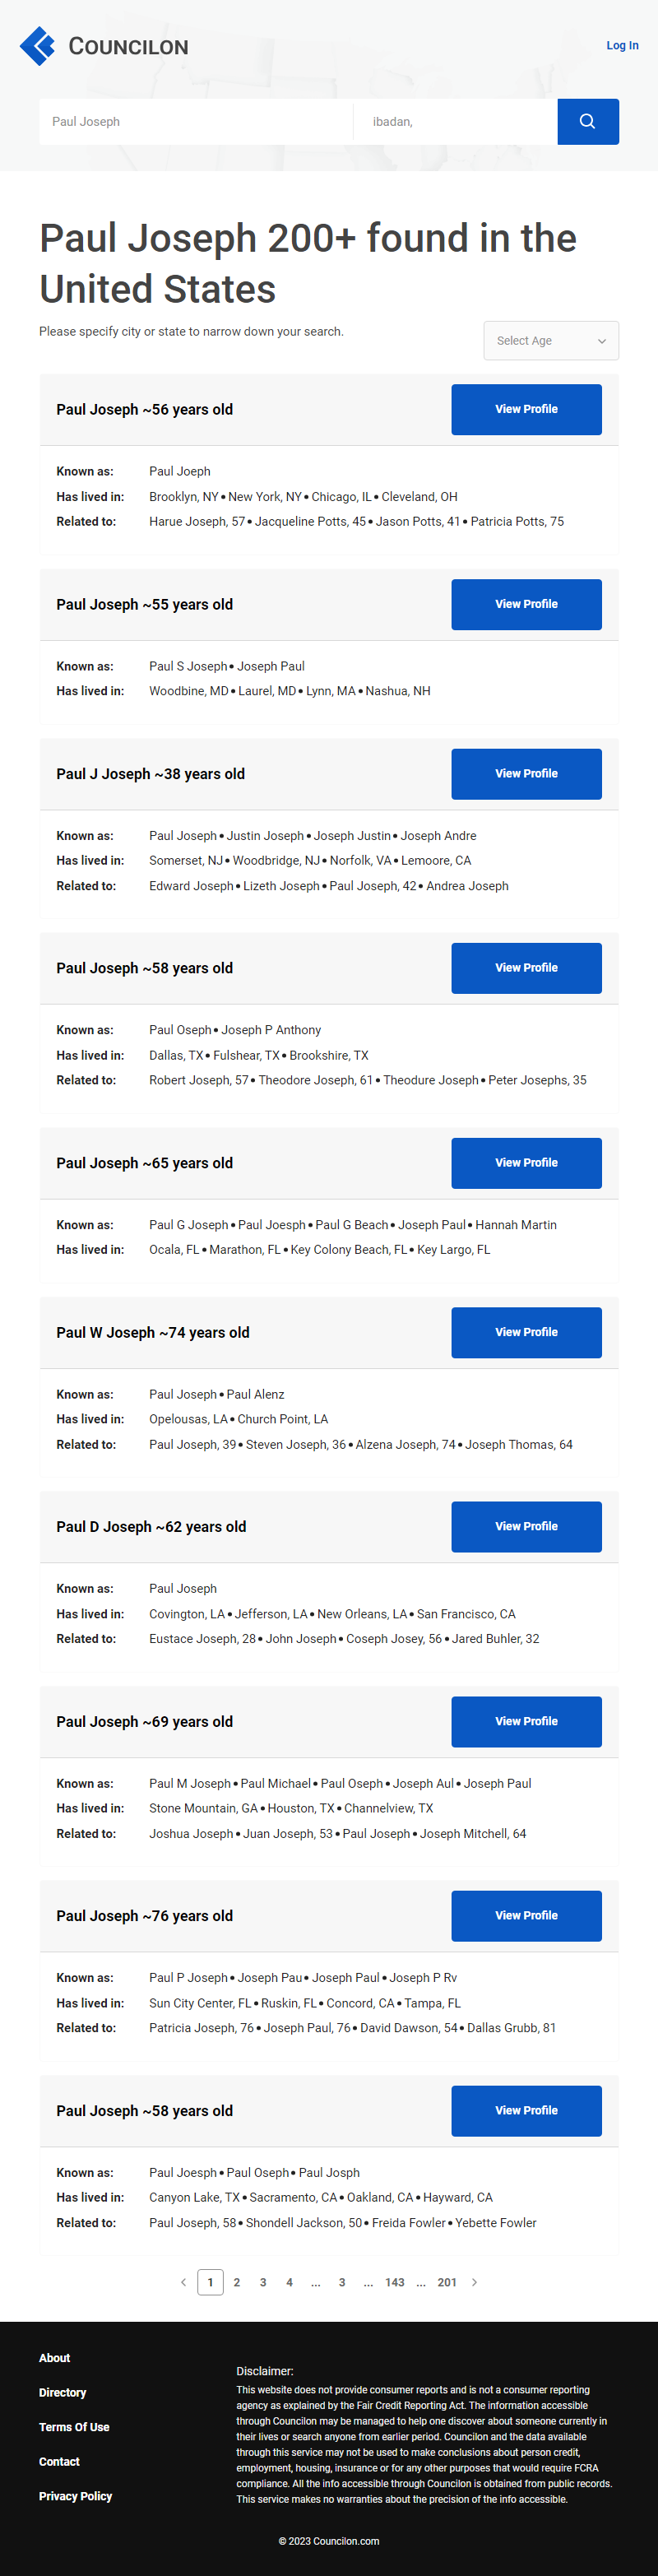 COUNCILON
Log In
Paul Joseph
ibadan,
Paul Joseph 200+ found in the
United States
Please specify city or state to narrow down your search.
Select Age
Paul Joseph ~56 years old
View Profile
Known as: Paul Joeph
Has lived in: Brooklyn, NY • New York, NY • Chicago, IL • Cleveland, OH
Related to: Harue Joseph, 57 • Jacqueline Potts, 45 • Jason Potts, 41 • Patricia Potts, 75
Paul Joseph ~55 years old
View Profile
Known as: Paul S Joseph • Joseph Paul
Has lived in: Woodbine, MD • Laurel, MD • Lynn, MA • Nashua, NH
Paul J Joseph ~38 years old
View Profile
Known as: Paul Joseph • Justin Joseph • Joseph Justin • Joseph Andre
Has lived in: Somerset, NJ • Woodbridge, NJ • Norfolk, VA • Lemoore, CA
Related to: Edward Joseph • Lizeth Joseph • Paul Joseph, 42 • Andrea Joseph
Paul Joseph ~58 years old
View Profile
Known as: Paul Oseph • Joseph P Anthony
Has lived in: Dallas, TX • Fulshear, TX • Brookshire, TX
Related to: Robert Joseph, 57 • Theodore Joseph, 61 • Theodure Joseph • Peter Josephs, 35
Paul Joseph ~65 years old
View Profile
Known as: Paul G Joseph • Paul Joesph • Paul G Beach • Joseph Paul • Hannah Martin
Has lived in: Ocala, FL • Marathon, FL • Key Colony Beach, FL • Key Largo, FL
Paul W Joseph ~74 years old
View Profile
Known as: Paul Joseph • Paul Alenz
Has lived in: Opelousas, LA • Church Point, LA
Related to: Paul Joseph, 39 • Steven Joseph, 36 • Alzena Joseph, 74 • Joseph Thomas, 64
Paul D Joseph ~62 years old
View Profile
Known as: Paul Joseph
Has lived in: Covington, LA • Jefferson, LA • New Orleans, LA • San Francisco, CA
Related to: Eustace Joseph, 28 • John Joseph • Coseph Josey, 56 • Jared Buhler, 32
Paul Joseph ~69 years old
View Profile
Known as: Paul M Joseph • Paul Michael • Paul Oseph • Joseph Aul • Joseph Paul
Has lived in: Stone Mountain, GA • Houston, TX • Channelview, TX
Related to: Joshua Joseph • Juan Joseph, 53 • Paul Joseph • Joseph Mitchell, 64
Paul Joseph ~76 years old
View Profile
Known as: Paul P Joseph • Joseph Pau • Joseph Paul • Joseph P Rv
Has lived in: Sun City Center, FL • Ruskin, FL • Concord, CA • Tampa, FL
Related to: Patricia Joseph, 76 • Joseph Paul, 76 • David Dawson, 54 • Dallas Grubb, 81
Paul Joseph ~58 years old
View Profile
Known as: Paul Joesph • Paul Oseph • Paul Josph
Has lived in: Canyon Lake, TX • Sacramento, CA • Oakland, CA • Hayward, CA
Related to: Paul Joseph, 58 • Shondell Jackson, 50 • Freida Fowler • Yebette Fowler
1 2 3 4 ... 3 ... 143 ... 201
About
Directory
Terms Of Use
Contact
Privacy Policy
Disclaimer:
This website does not provide consumer reports and is not a consumer reporting
agency as explained by the Fair Credit Reporting Act. The information accessible
through Councilon may be managed to help one discover about someone currently in
their lives or search anyone from earlier period. Councilon and the data available
through this service may not be used to make conclusions about person credit,
employment, housing, insurance or for any other purposes that would require FCRA
compliance. All the info accessible through Councilon is obtained from public records.
This service makes no warranties about the precision of the info accessible.
© 2023 Councilon.com